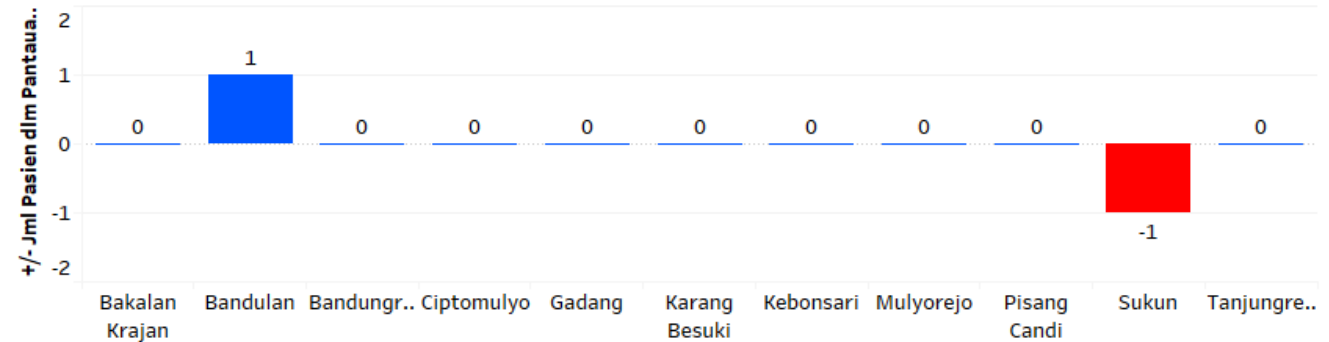 +/- Jml Pasien dlm Pantaua..
2
1
0
-1
-2
0
1
0
0
0
0
0
0
0
-1
0
Bakalan Krajan
Bandulan
Bandungr..
Ciptomulyo
Gadang
Karang Besuki
Kebonsari
Mulyorejo
Pisang Candi
Sukun
Tanjungre..